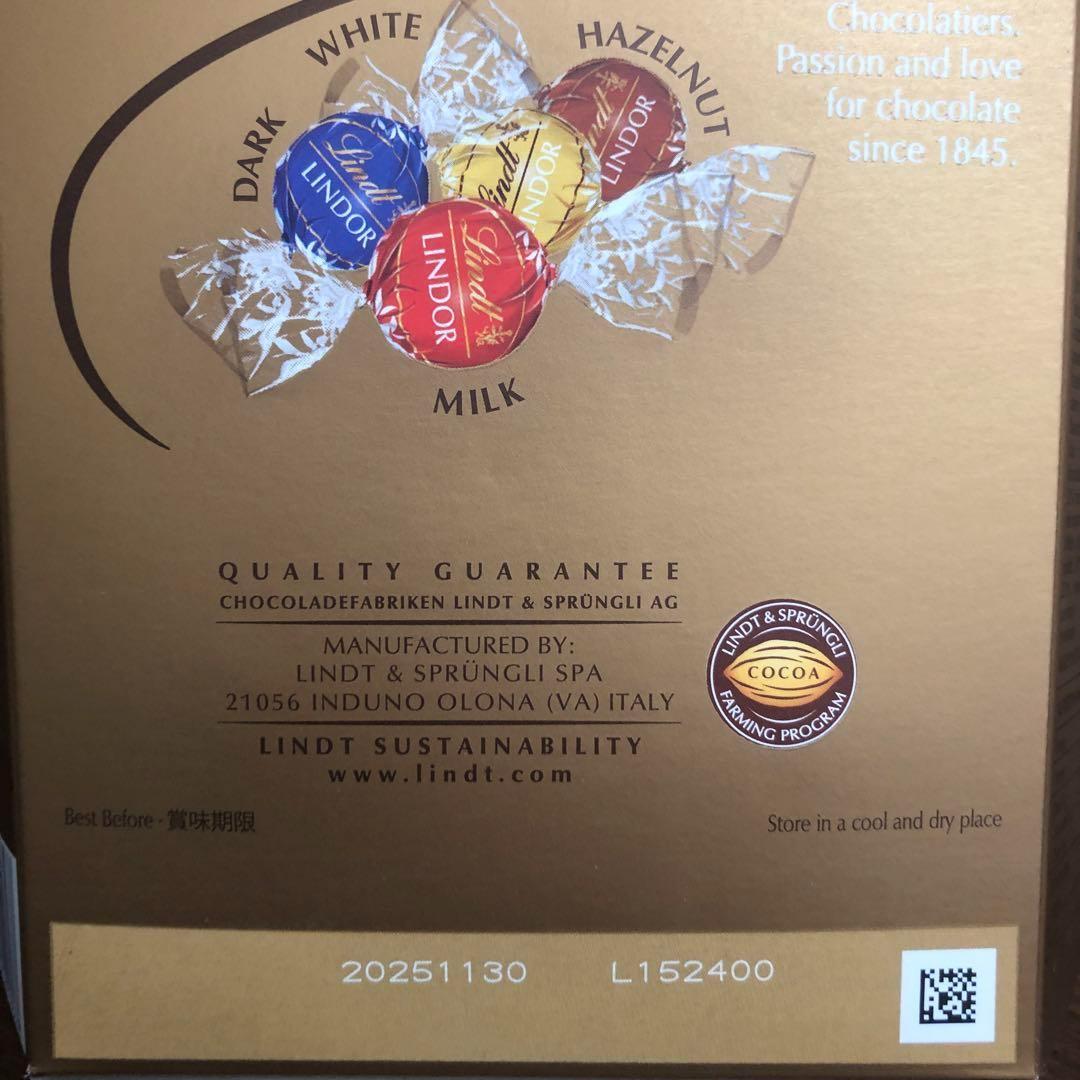 Chocolatiers.
Passion and love
for chocolate
since 1845.
WHITE
HAZELNUT
DARK
Lindt
LINDOR
Lindt
LINDOR
Lindt
LINDOR
Lindt
LINDOR
MILK
QUALITY GUARANTEE
CHOCOLADEFABRIKEN LINDT & SPRÜNGLI AG
MANUFACTURED BY:
LINDT & SPRÜNGLI SPA
21056 INDUNO OLONA (VA) ITALY
LINDT SUSTAINABILITY
www.lindt.com
LINDT & SPRÜNGLI
COCOA
FARMING PROGRAM
Best Before - 賞味期限
Store in a cool and dry place
20251130 L152400